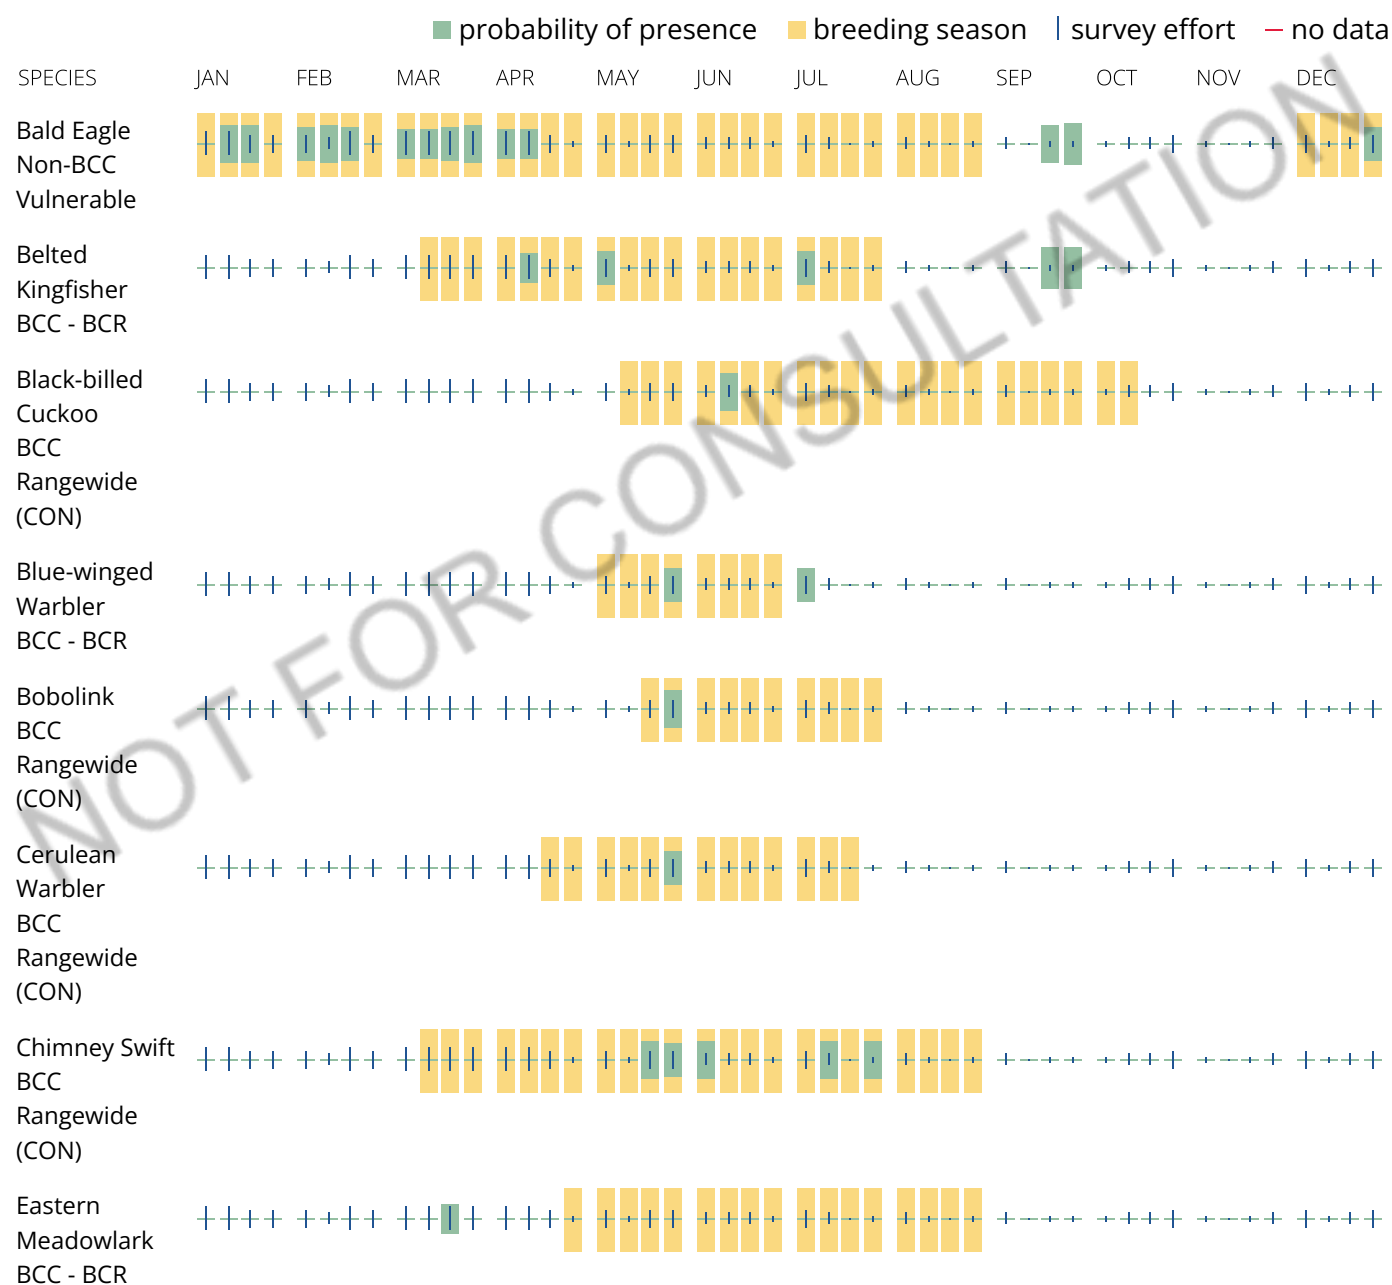 probability of presence breeding season survey effort no data
SPECIES JAN FEB MAR APR MAY JUN JUL AUG SEP OCT NOV DEC
Bald Eagle
Non-BCC
Vulnerable
Belted
Kingfisher
BCC - BCR
Black-billed
Cuckoo
BCC
Rangewide
(CON)
Blue-winged
Warbler
BCC - BCR
Bobolink
BCC
Rangewide
(CON)
Cerulean
Warbler
BCC
Rangewide
(CON)
Chimney Swift
BCC
Rangewide
(CON)
Eastern
Meadowlark
BCC - BCR
NOT FOR CONSULTATION